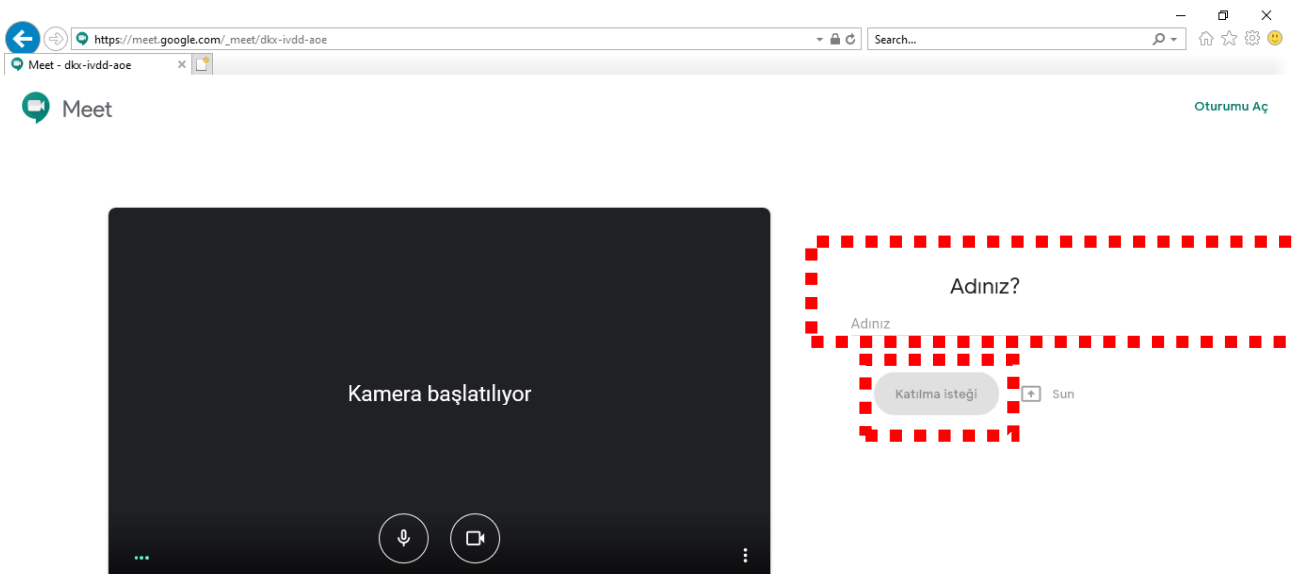 https://meet.google.com/_meet/dkx-ivdd-aoe
Search...
Meet - dkx-ivdd-aoe
Meet
Oturumu Aç
Adınız?
Adınız
Kamera başlatılıyor
Katılma isteği
Sun